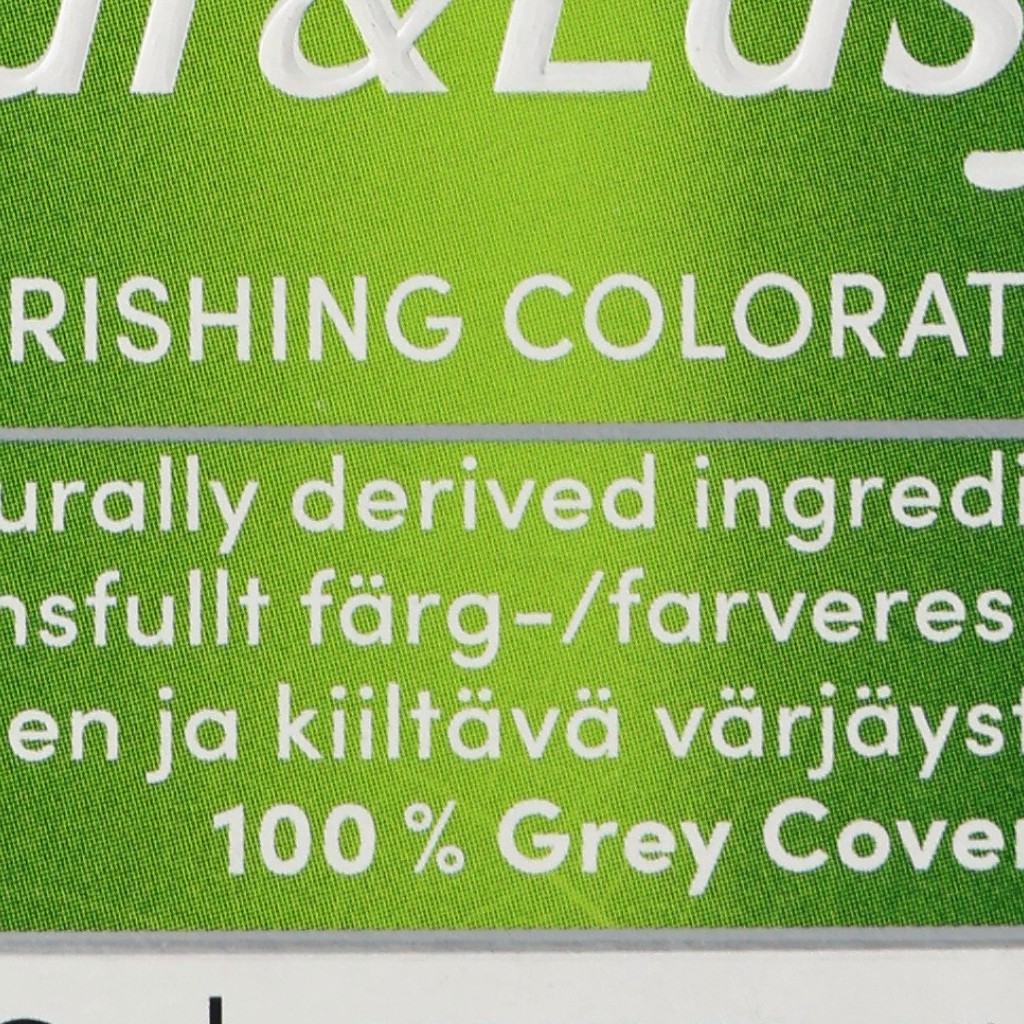 & 
RISHING COLORAT
urally derived ingredi
nsfullt färg-/farveres
en ja kiiltävä värjäyst
100 % Grey Cover